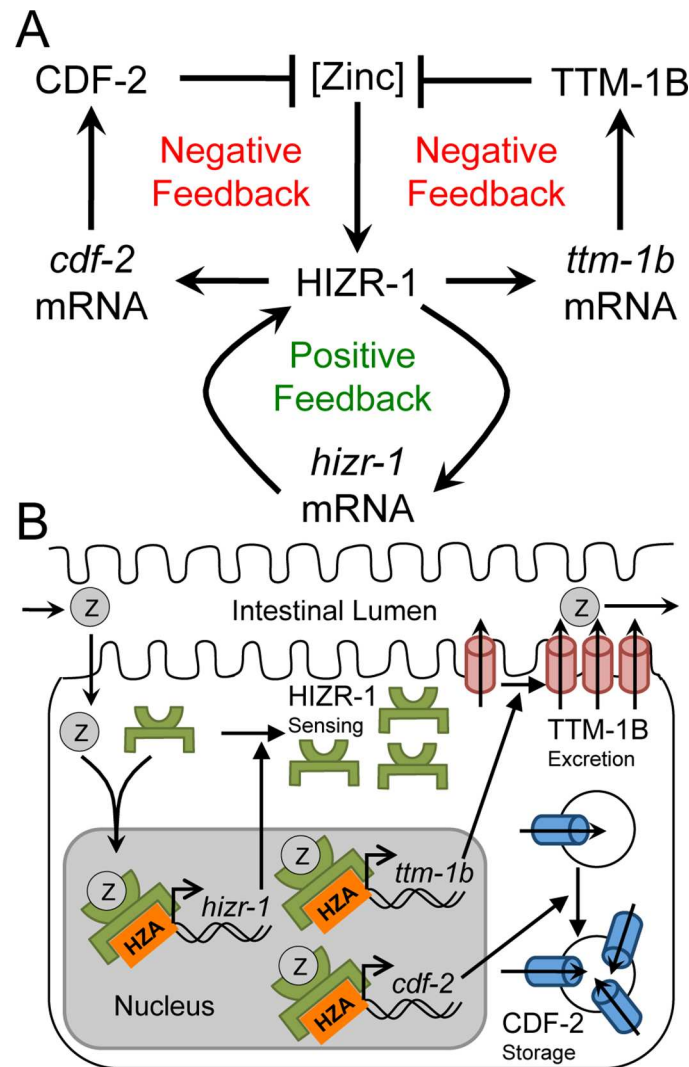 A
CDF-2
[Zinc]
TTM-1B
Negative
Feedback
Negative
Feedback
cdf-2
mRNA
HIZR-1
ttm-1b
mRNA
Positive
Feedback
hizr-1
mRNA
B
Z
Intestinal Lumen
Z
Z
HIZR-1
Sensing
TTM-1B
Excretion
Z
HZA
hizr-1
Z
HZA
ttm-1b
Z
HZA
cdf-2
Nucleus
CDF-2
Storage